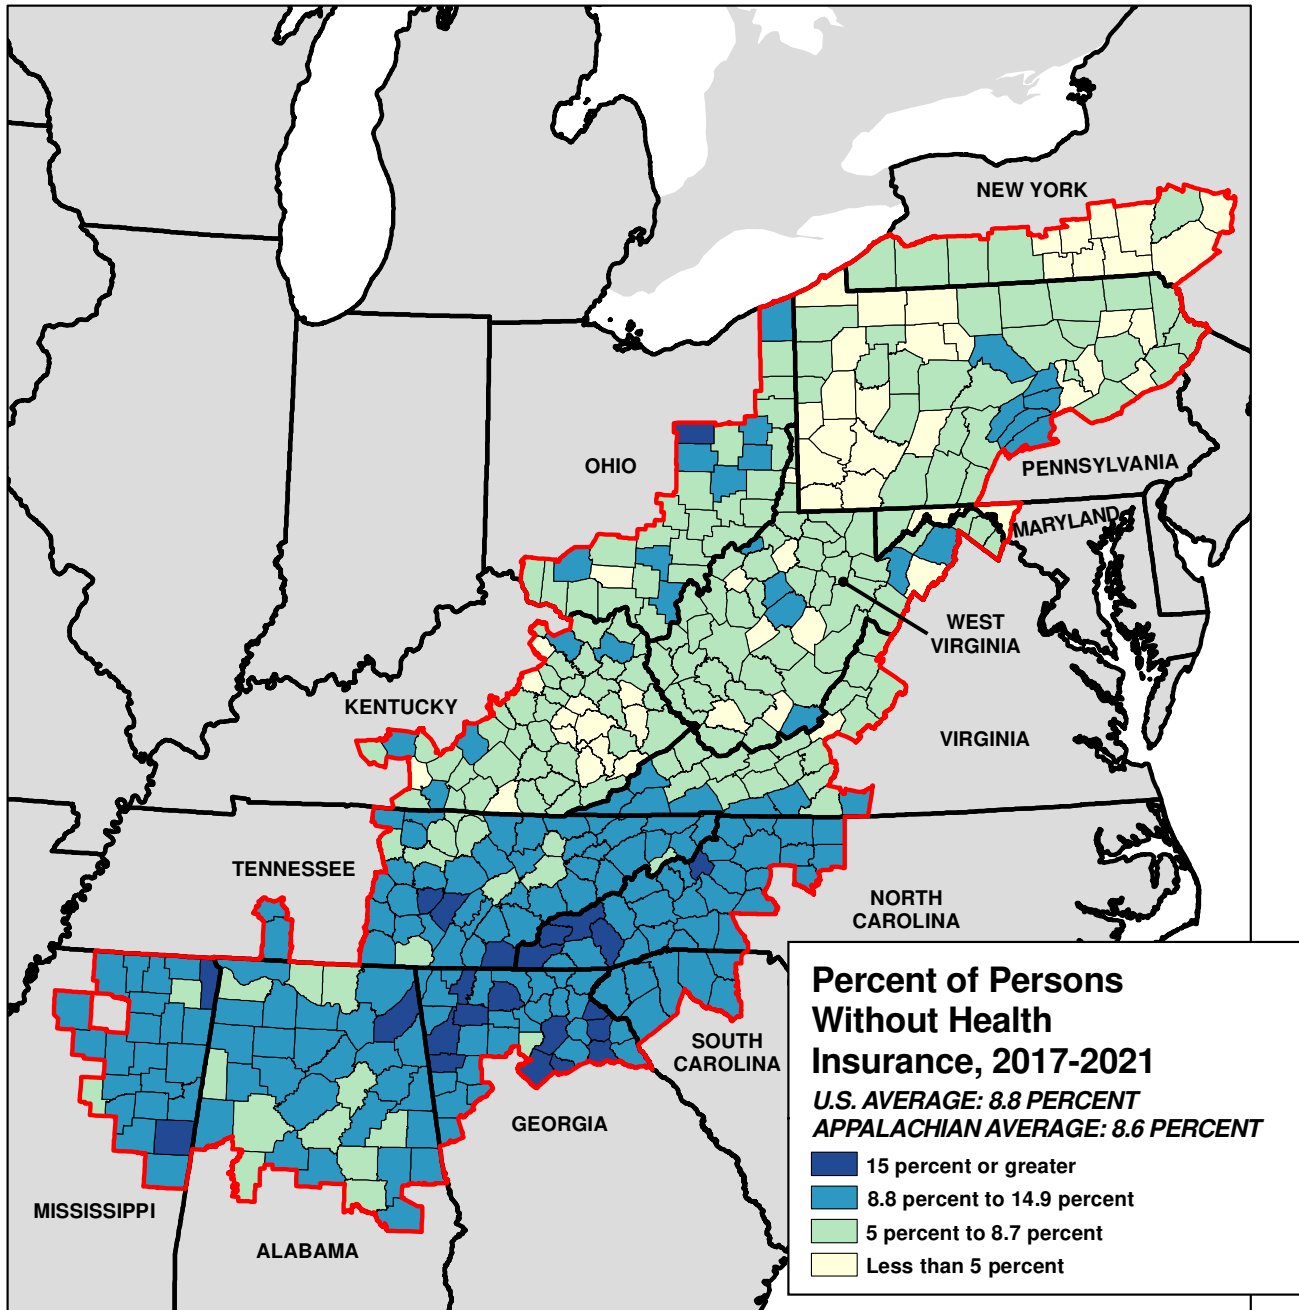 NEW YORK
OHIO
PENNSYLVANIA
MARYLAND
WEST
VIRGINIA
KENTUCKY
VIRGINIA
TENNESSEE
NORTH
CAROLINA
SOUTH
CAROLINA
GEORGIA
MISSISSIPPI
ALABAMA
Percent of Persons
Without Health
Insurance, 2017-2021
U.S. AVERAGE: 8.8 PERCENT
APPALACHIAN AVERAGE: 8.6 PERCENT
15 percent or greater
8.8 percent to 14.9 percent
5 percent to 8.7 percent
Less than 5 percent